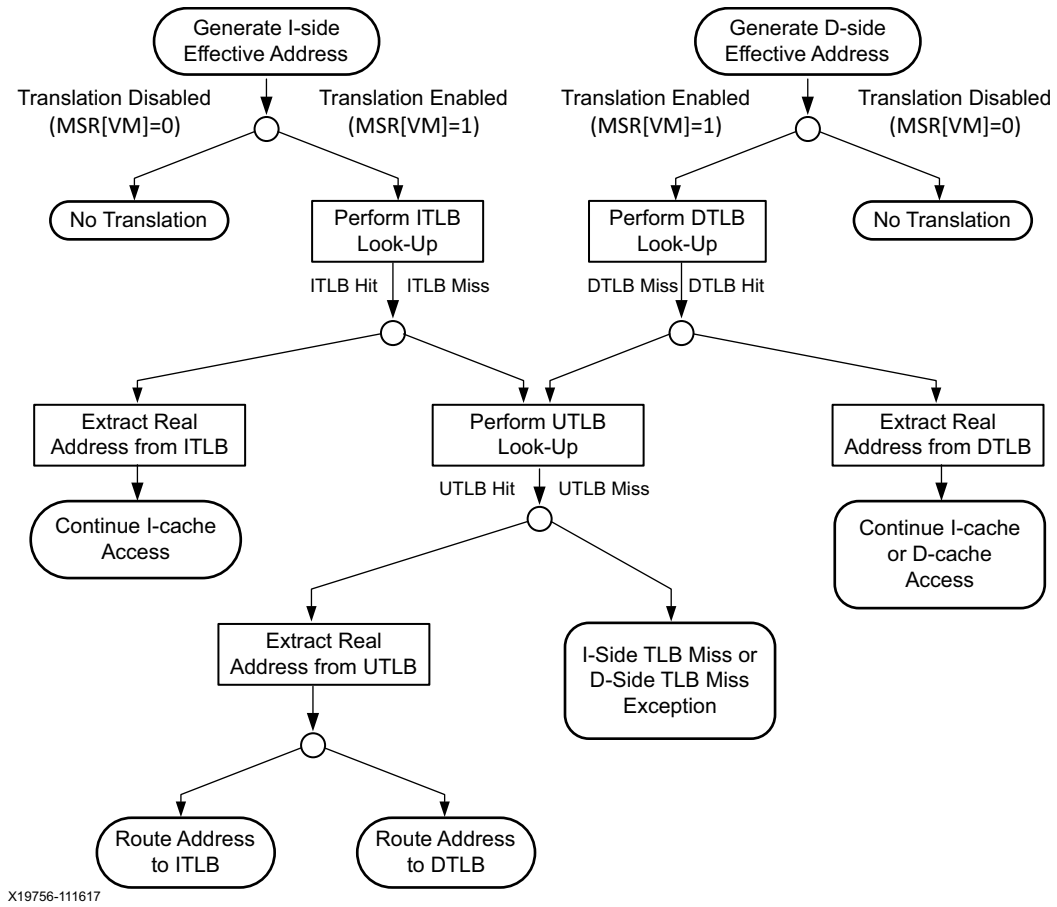 Generate I-side
Effective Address
Generate D-side
Effective Address
Translation Disabled
(MSR[VM]=0)
Translation Enabled
(MSR[VM]=1)
Translation Enabled
(MSR[VM]=1)
Translation Disabled
(MSR[VM]=0)
No Translation
Perform ITLB
Look-Up
Perform DTLB
Look-Up
No Translation
ITLB Hit
ITLB Miss
DTLB Miss
DTLB Hit
Extract Real
Address from ITLB
Perform UTLB
Look-Up
Extract Real
Address from DTLB
UTLB Hit
UTLB Miss
Continue I-cache
Access
Continue I-cache
or D-cache
Access
Extract Real
Address from UTLB
I-Side TLB Miss or
D-Side TLB Miss
Exception
Route Address
to ITLB
Route Address
to DTLB
X19756-111617